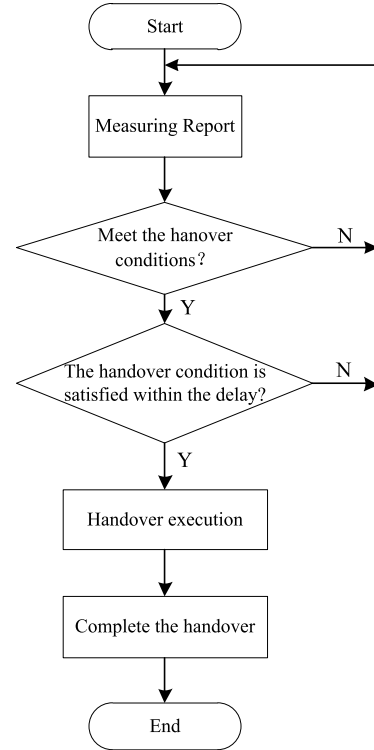 Start
Measuring Report
Meet the hanover
conditions?
N
Y
The handover condition is
satisfied within the delay?
N
Y
Handover execution
Complete the handover
End